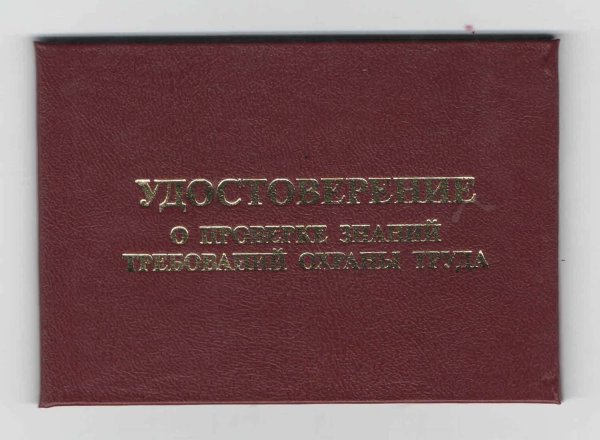 УДОСТОВЕРЕНИЕ
О ПРОВЕРКЕ ЗНАНИЙ
ТРЕБОВАНИЙ ОХРАНЫ ТРУДА